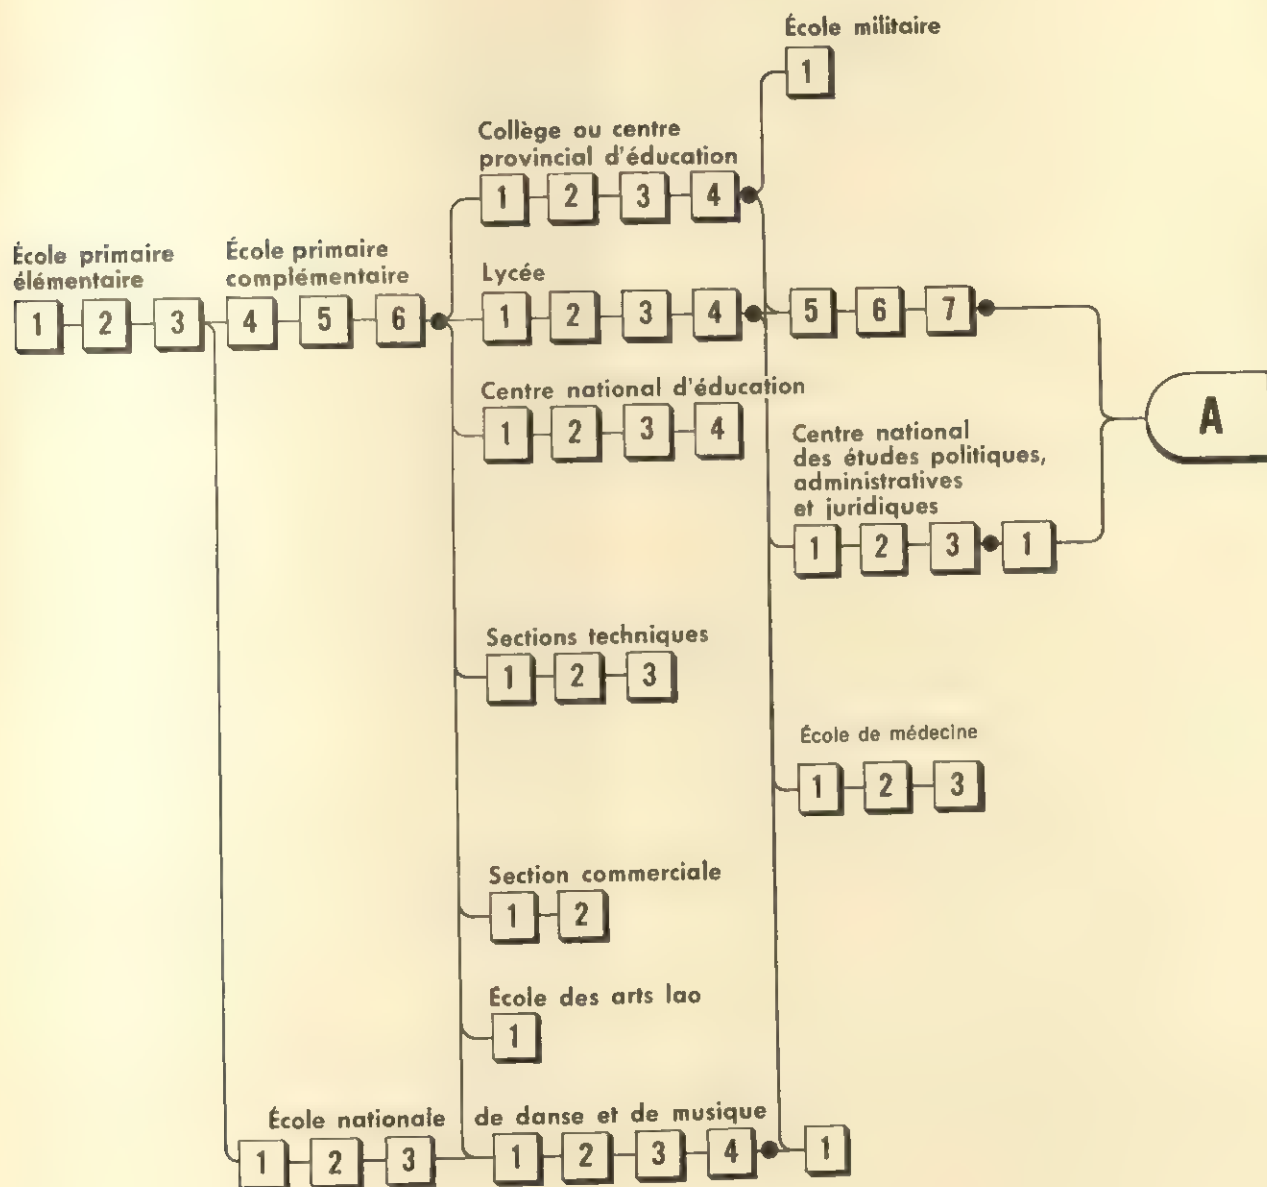 École militaire
1
Collège ou centre
provincial d'éducation
1 2 3 4
École primaire
élémentaire
1 2 3
École primaire
complémentaire
4 5 6
Lycée
1 2 3 4
5 6 7
Centre national d'éducation
1 2 3 4
A
Centre national
des études politiques,
administratives
et juridiques
1 2 3 1
Sections techniques
1 2 3
École de médecine
1 2 3
Section commerciale
1 2
École des arts lao
1
École nationale de danse et de musique
1 2 3 1 2 3 4 1